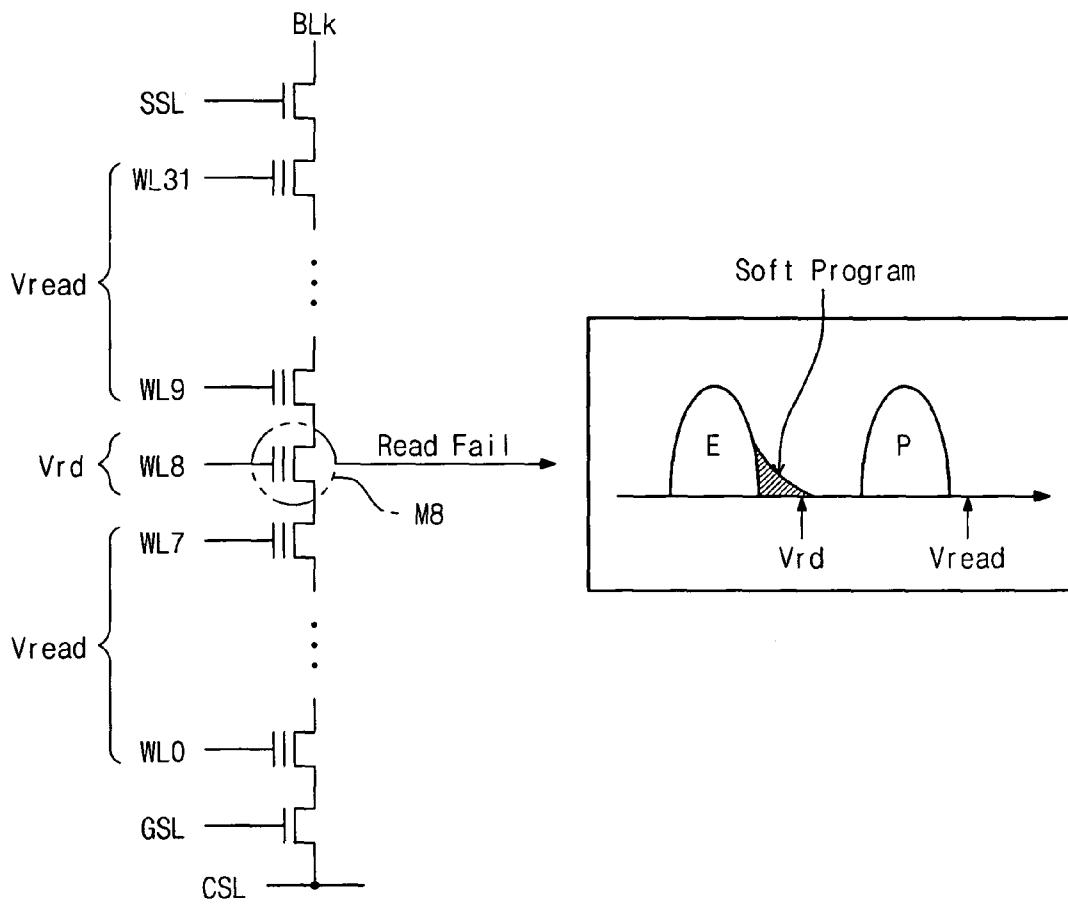 BLk
SSL
WL31
Vread
WL9
Vrd
WL8
Read Fail
M8
WL7
Vread
WL0
GSL
CSL
Soft Program
E
P
Vrd
Vread